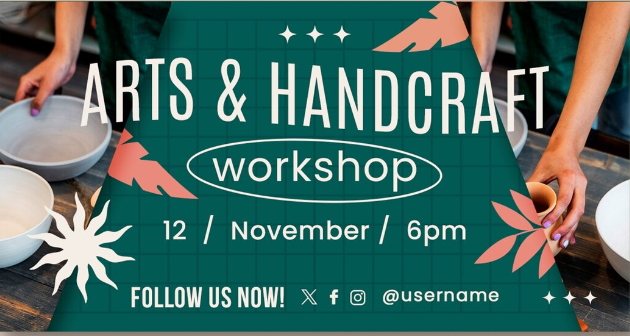 ARTS & HANDCRAFT
workshop
12 / November / 6pm
FOLLOW US NOW! @username